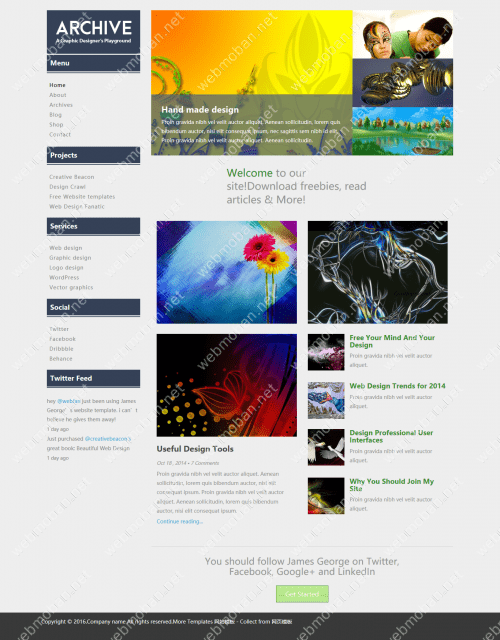 ARCHIVE
A Graphic Designer's Playground
Menu
Home
About
Archives
Blog
Shop
Contact
Projects
Creative Beacon
Design Crawl
Free Website templates
Web Design Fanatic
Services
Web design
Graphic design
Logo design
WordPress
Vector graphics
Social
Twitter
Facebook
Dribbble
Behance
Twitter Feed
hey @webdao just been using James
George's website template. I can't
believe he gives them away!
1 day ago
Just purchased @creativebeacon's
great book: Beautiful Web Design
1 day ago
Hand made design
Proin gravida nibh vel velit auctor aliquet. Aenean sollicitudin, lorem quis
bibendum auctor, nisi elit consequat ipsum, nec sagittis sem nibh id elit.
Proin gravida nibh vel velit auctor aliquet. Aenean sollicitudin.
Welcome to our
site!Download freebies, read
articles & More!
Useful Design Tools
Oct 19, 2014 • 7 Comments
Proin gravida nibh vel velit auctor aliquet. Aenean
sollicitudin, lorem quis bibendum auctor, nisi elit
consequat ipsum. Proin gravida nibh vel velit auctor
aliquet. Aenean sollicitudin, lorem quis bibendum
auctor, nisi elit consequat ipsum.
Continue reading...
Free Your Mind And Your
Design
Proin gravida nibh vel velit auctor
aliquet.
Web Design Trends for 2014
Proin gravida nibh vel velit auctor
aliquet.
Design Professional User
Interfaces
Proin gravida nibh vel velit auctor
aliquet.
Why You Should Join My
Site
Proin gravida nibh vel velit auctor
aliquet.
You should follow James George on Twitter,
Facebook, Google+ and LinkedIn
Get Started
Copyright © 2016.Company name All rights reserved.More Templates 网站模板 - Collect from 网页模板
webmoban.net